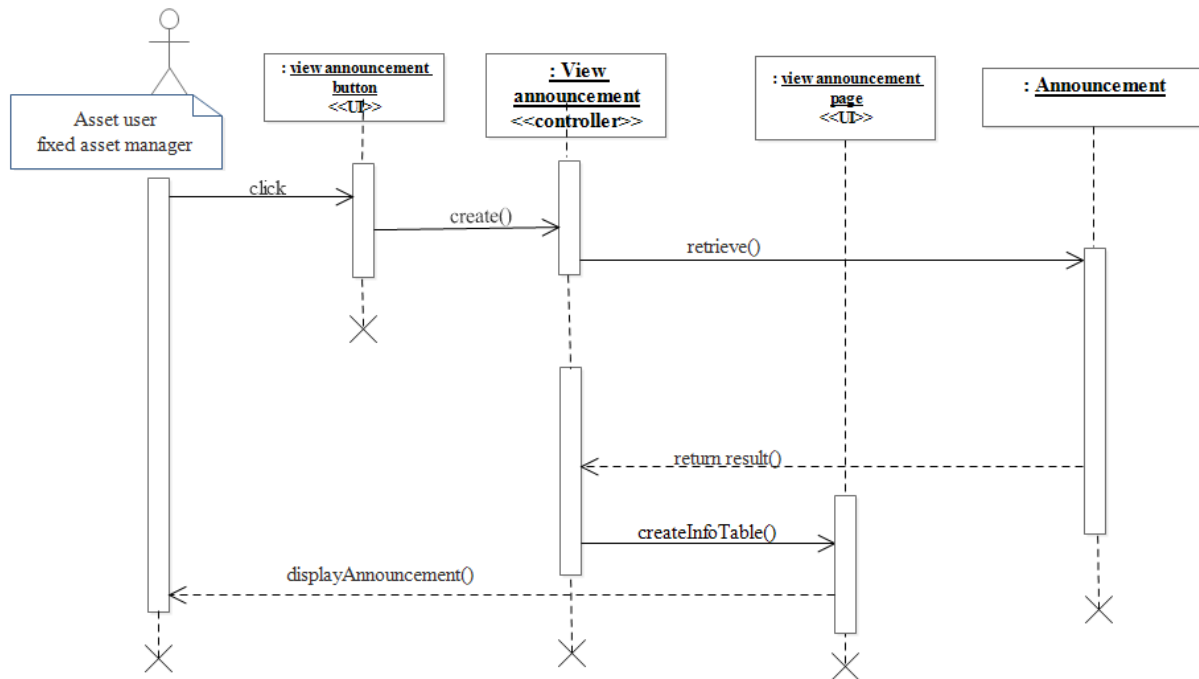 Asset user
fixed asset manager
: view announcement
button
<<UI>>
: View
announcement
<<controller>>
: view announcement
page
<<UI>>
: Announcement
click
create()
retrieve()
return result()
createInfoTable()
displayAnnouncement()